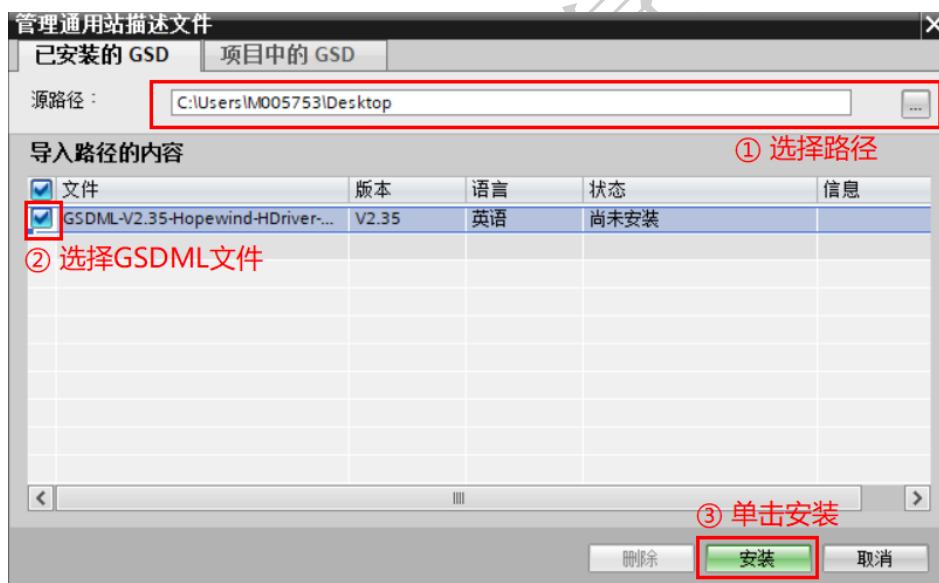 管理通用站描述文件
已安装的 GSD 项目中的 GSD
源路径： C:\Users\M005753\Desktop ...
① 选择路径
导入路径的内容
文件 版本 语言 状态 信息
GSDML-V2.35-Hopewind-HDriver-... V2.35 英语 尚未安装
② 选择GSDML文件
③ 单击安装
删除 安装 取消